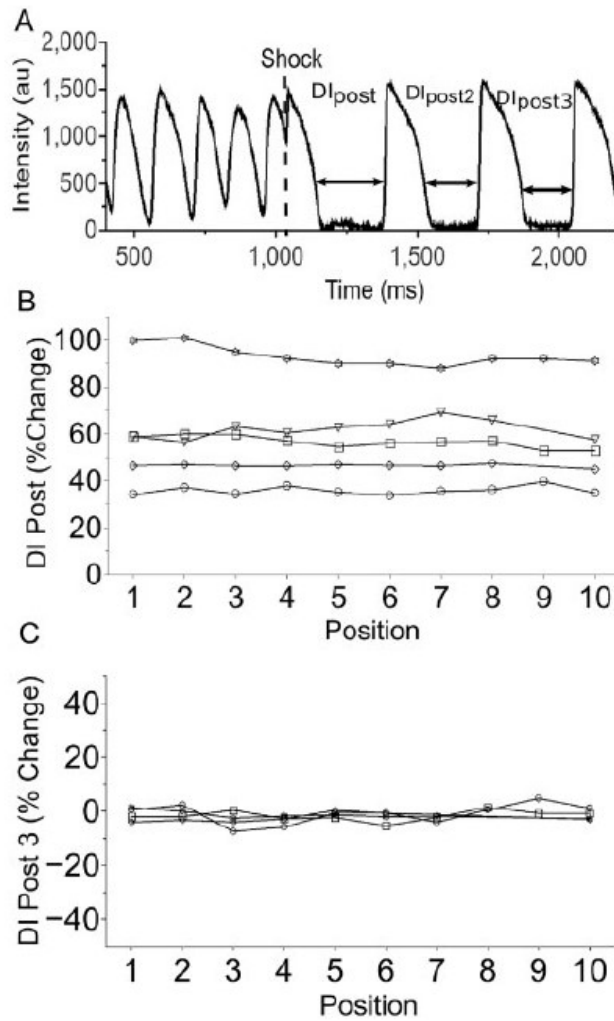 A
2,000
1,500
1,000
500
0
Intensity (au)
Shock
DIpost
DIpost2
DIpost3
500 1,000 1,500 2,000
Time (ms)
B
100
80
60
40
20
0
DI Post (%Change)
1 2 3 4 5 6 7 8 9 10
Position
C
40
20
0
−20
−40
DI Post 3 (% Change)
1 2 3 4 5 6 7 8 9 10
Position